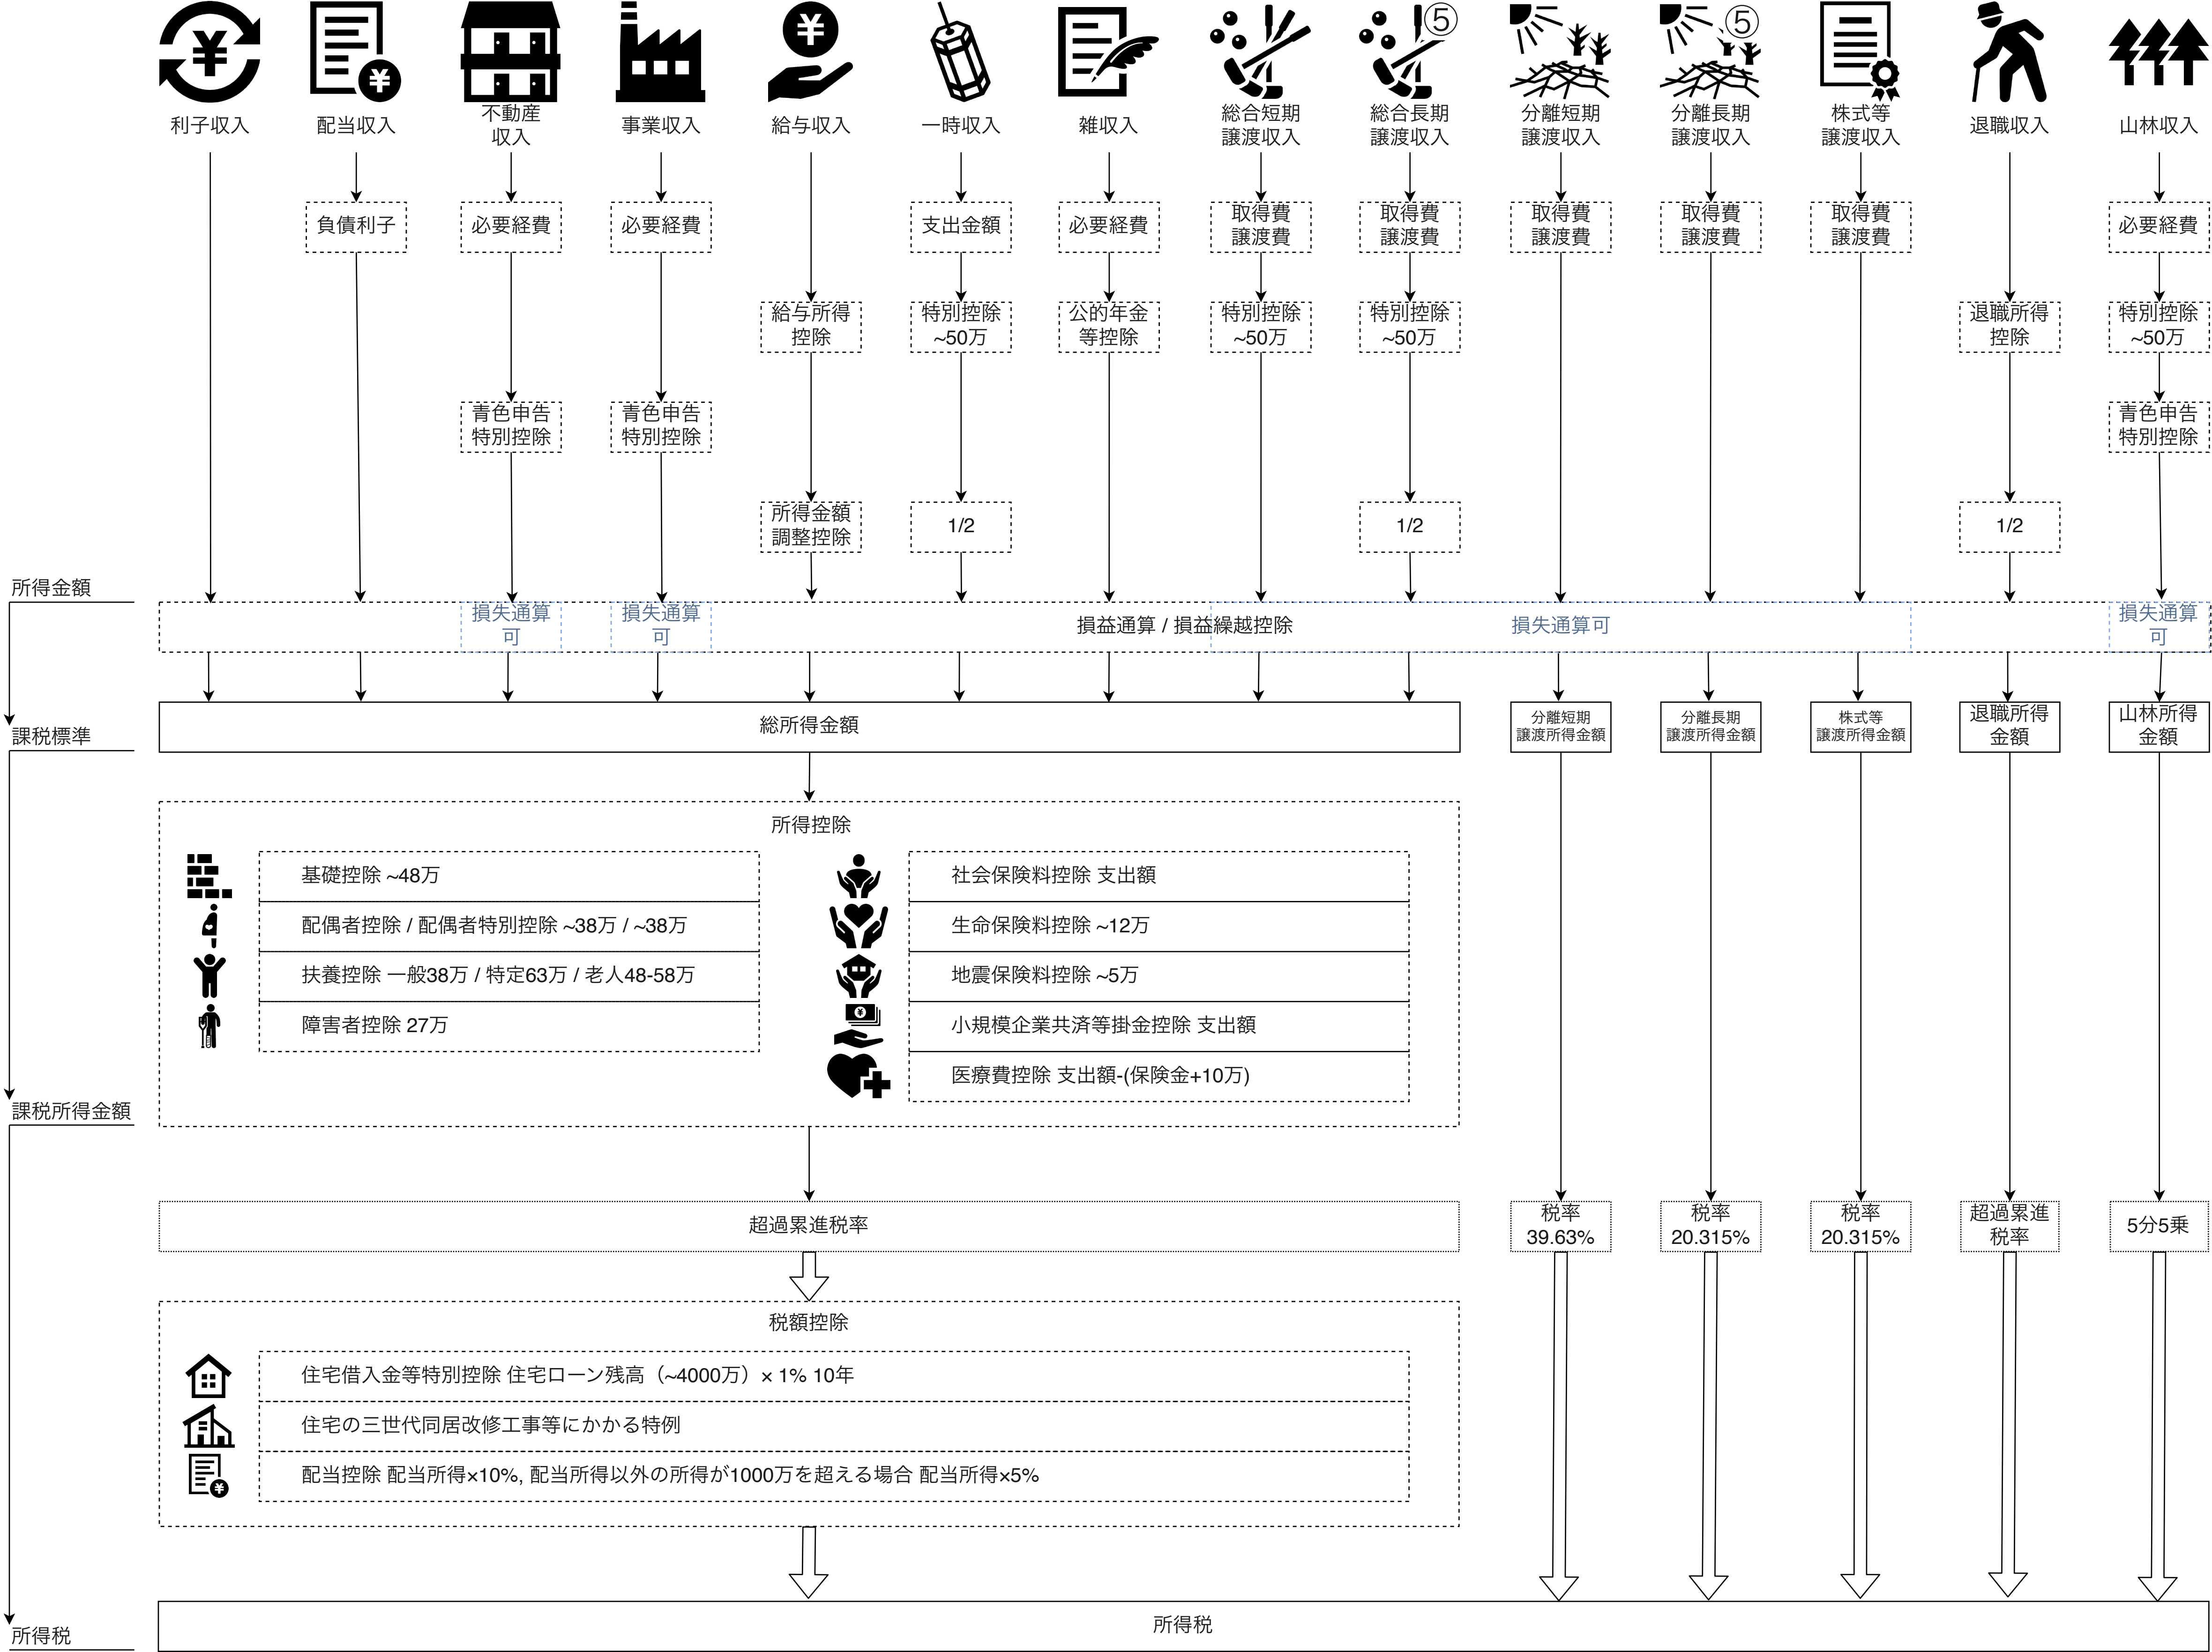 ⑤
⑤
利子収入
配当収入
不動産
収入
事業収入
給与収入
一時収入
雑収入
総合短期
譲渡収入
総合長期
譲渡収入
分離短期
譲渡収入
分離長期
譲渡収入
株式等
譲渡収入
退職収入
山林収入
負債利子
必要経費
必要経費
支出金額
必要経費
取得費
譲渡費
取得費
譲渡費
取得費
譲渡費
取得費
譲渡費
取得費
譲渡費
必要経費
給与所得
控除
特別控除
~50万
公的年金
等控除
特別控除
~50万
特別控除
~50万
退職所得
控除
特別控除
~50万
青色申告
特別控除
青色申告
特別控除
青色申告
特別控除
所得金額
調整控除
1/2
1/2
1/2
所得金額
損失通算
可
損失通算
可
損益通算 / 損益繰越控除
損失通算可
損失通算
可
課税標準
総所得金額
分離短期
譲渡所得金額
分離長期
譲渡所得金額
株式等
譲渡所得金額
退職所得
金額
山林所得
金額
所得控除
基礎控除 ~48万
配偶者控除 / 配偶者特別控除 ~38万 / ~38万
扶養控除 一般38万 / 特定63万 / 老人48-58万
障害者控除 27万
社会保険料控除 支出額
生命保険料控除 ~12万
地震保険料控除 ~5万
小規模企業共済等掛金控除 支出額
医療費控除 支出額-(保険金+10万)
課税所得金額
超過累進税率
税率
39.63%
税率
20.315%
税率
20.315%
超過累進
税率
5分5乗
税額控除
住宅借入金等特別控除 住宅ローン残高（~4000万）× 1% 10年
住宅の三世代同居改修工事等にかかる特例
配当控除 配当所得×10%, 配当所得以外の所得が1000万を超える場合 配当所得×5%
所得税
所得税